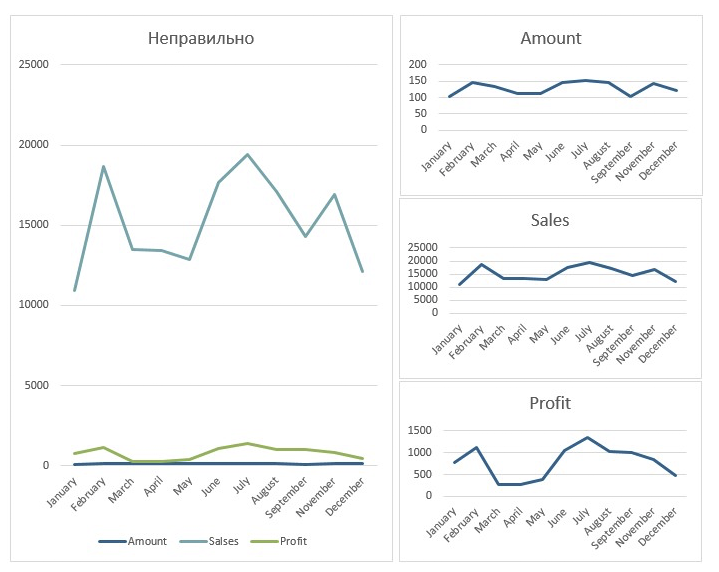 Неправильно
25000
20000
15000
10000
5000
0
January
February
March
April
May
June
July
August
September
November
December
Amount
Salses
Profit
Amount
200
150
100
50
0
January
February
March
April
May
June
July
August
September
November
December
Sales
25000
20000
15000
10000
5000
0
January
February
March
April
May
June
July
August
September
November
December
Profit
1500
1000
500
0
January
February
March
April
May
June
July
August
September
November
December